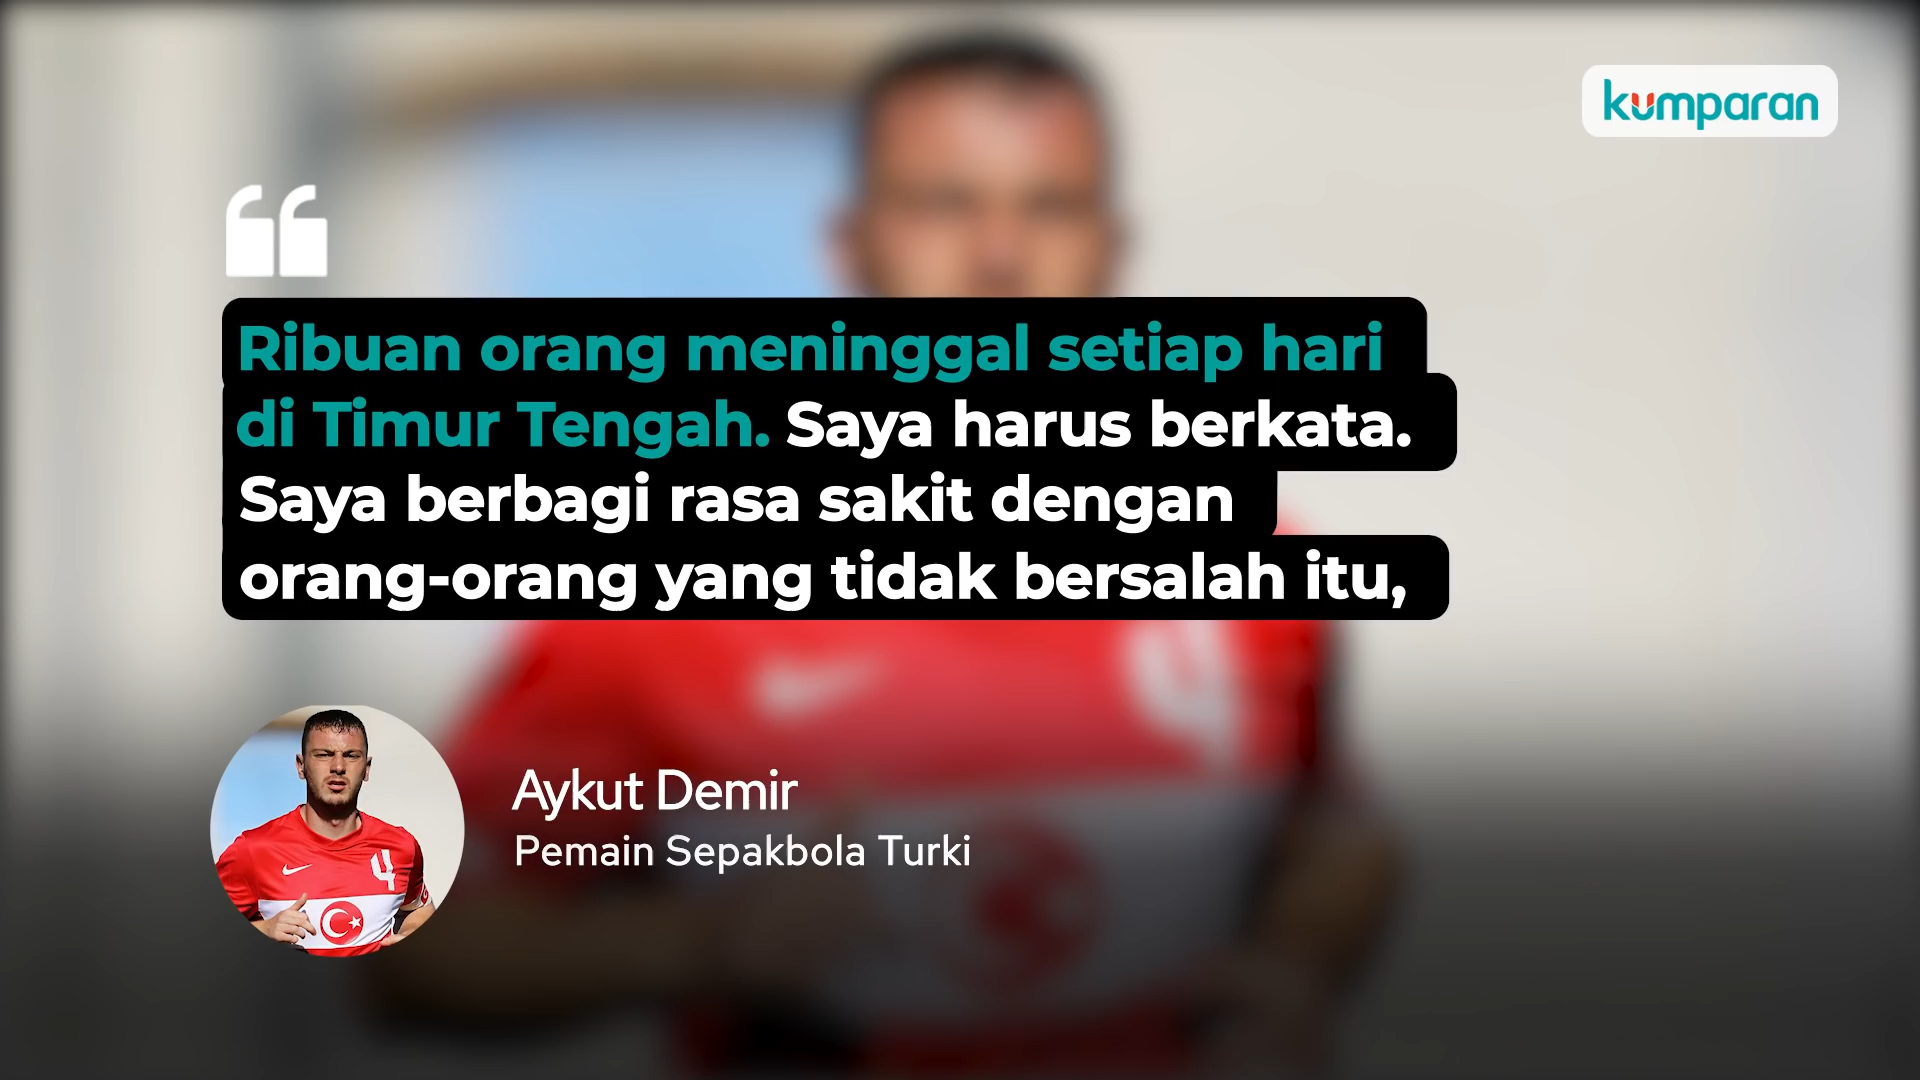 kumparan
“
Ribuan orang meninggal setiap hari
di Timur Tengah. Saya harus berkata.
Saya berbagi rasa sakit dengan
orang-orang yang tidak bersalah itu,
4
Aykut Demir
Pemain Sepakbola Turki